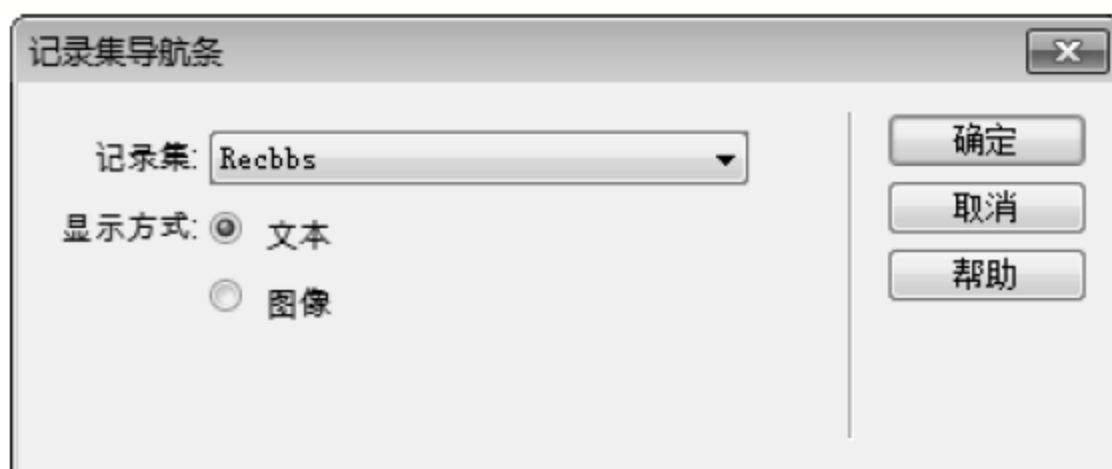 记录集导航条
记录集: Recbbs
显示方式: 文本
图像
确定
取消
帮助